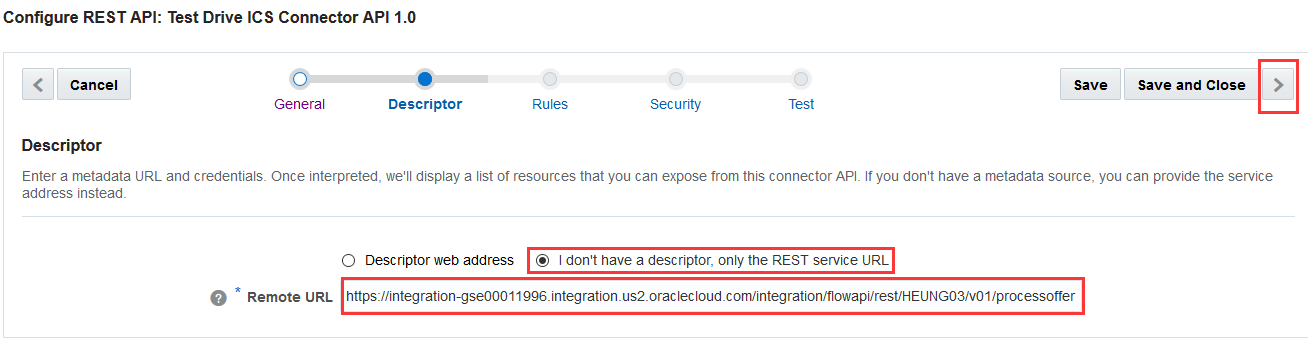 Configure REST API: Test Drive ICS Connector API 1.0
Cancel
General
Descriptor
Rules
Security
Test
Save
Save and Close
Descriptor
Enter a metadata URL and credentials. Once interpreted, we'll display a list of resources that you can expose from this connector API. If you don't have a metadata source, you can provide the service
address instead.
Descriptor web address
I don't have a descriptor, only the REST service URL
? * Remote URL
https://integration-gse00011996.integration.us2.oraclecloud.com/integration/flowapi/rest/HEUNG03/v01/processoffer